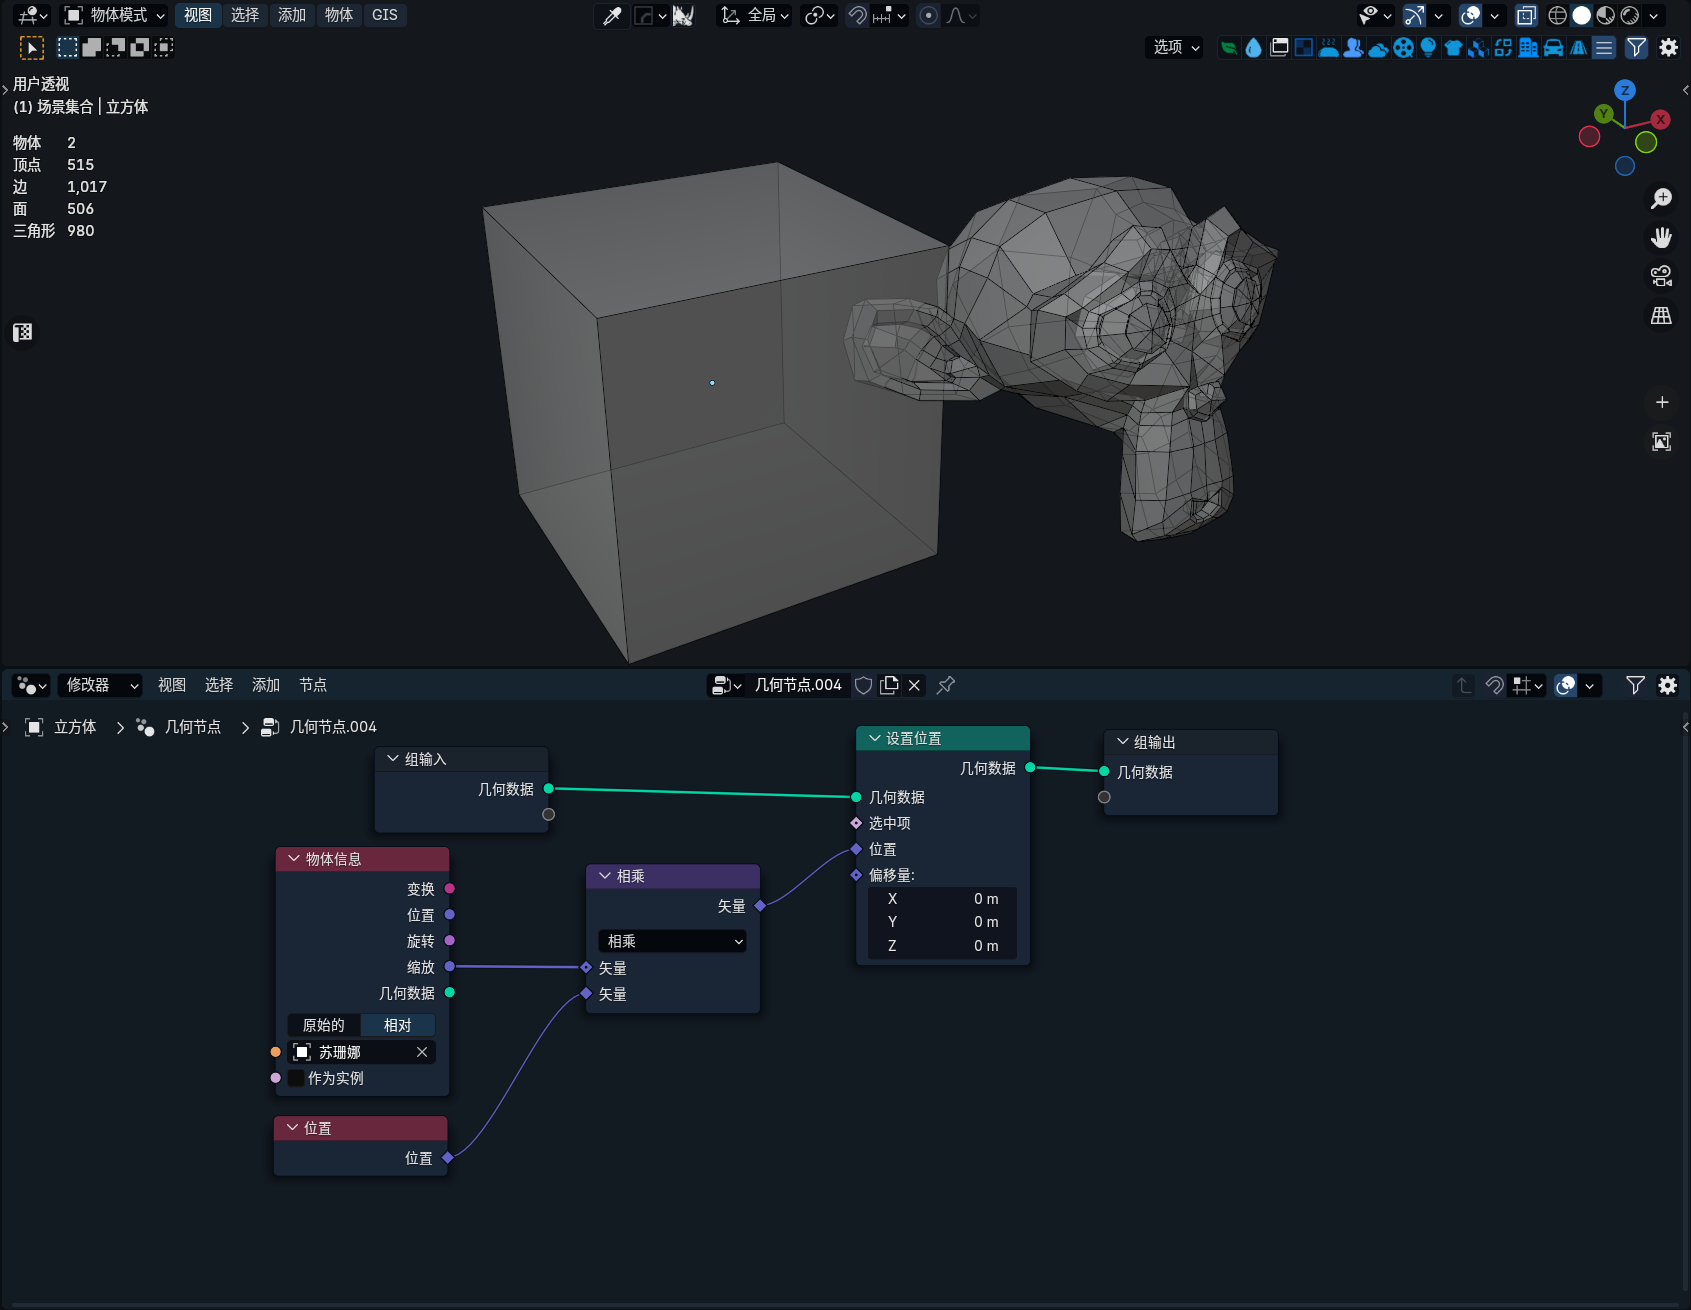 物体模式 视图 选择 添加 物体 GIS 全局
选项
用户透视
(1) 场景集合 | 立方体
物体 2
顶点 515
边 1,017
面 506
三角形 980
Z
Y
X
修改器 视图 选择 添加 节点 几何节点.004
立方体 几何节点 几何节点.004
组输入
几何数据
设置位置
几何数据
几何数据
选中项
位置
偏移量:
X 0 m
Y 0 m
Z 0 m
组输出
几何数据
物体信息
变换
位置
旋转
缩放
几何数据
原始的 相对
苏珊娜
作为实例
相乘
矢量
相乘
矢量
矢量
位置
位置